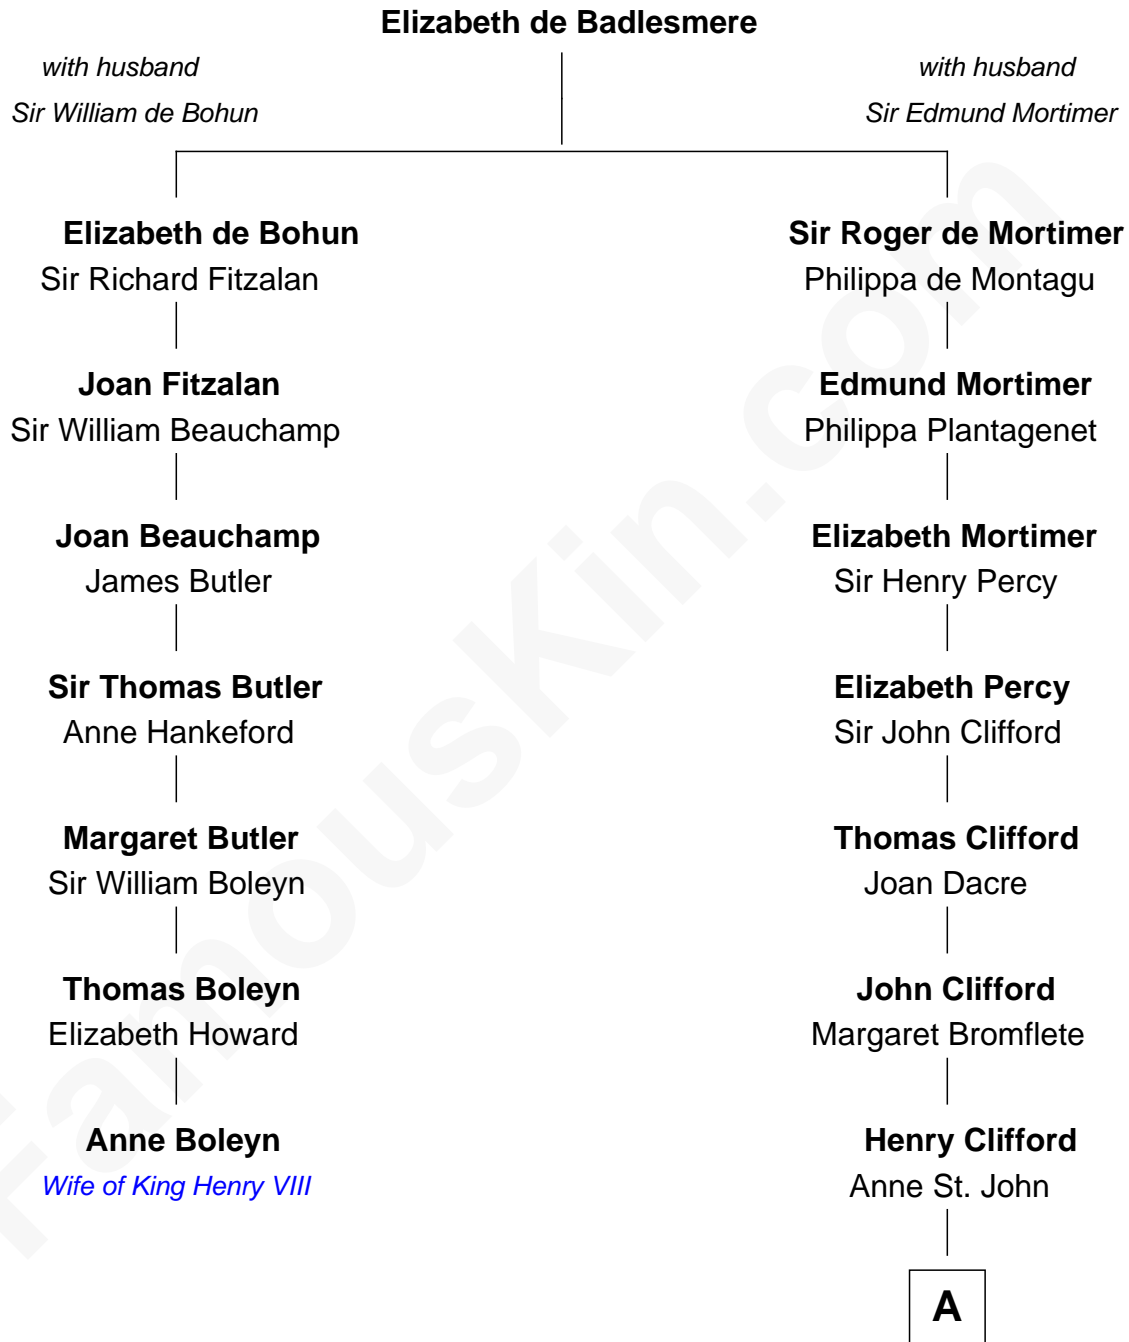 Elizabeth de Badlesmere
with husband
Sir William de Bohun
with husband
Sir Edmund Mortimer
Elizabeth de Bohun
Sir Richard Fitzalan
Sir Roger de Mortimer
Philippa de Montagu
Joan Fitzalan
Sir William Beauchamp
Edmund Mortimer
Philippa Plantagenet
Joan Beauchamp
James Butler
Elizabeth Mortimer
Sir Henry Percy
Sir Thomas Butler
Anne Hankeford
Elizabeth Percy
Sir John Clifford
Margaret Butler
Sir William Boleyn
Thomas Clifford
Joan Dacre
Thomas Boleyn
Elizabeth Howard
John Clifford
Margaret Bromflete
Anne Boleyn
Wife of King Henry VIII
Henry Clifford
Anne St. John
A
FamousKin.com